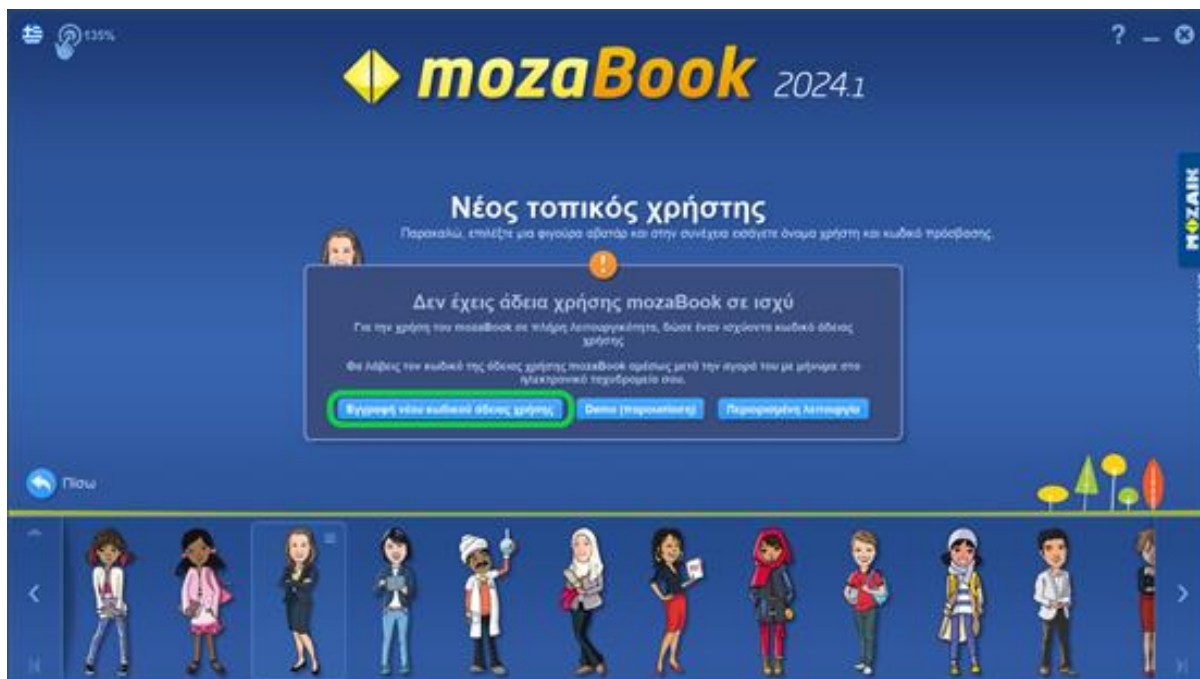 135%
? –
mozaBook 2024.1
MOZAIK
Νέος τοπικός χρήστης
Παρακαλώ, επιλέξτε μια φιγούρα αβατάρ και στην συνέχεια εισάγετε όνομα χρήστη και κωδικό πρόσβασης.
!
Δεν έχεις άδεια χρήσης mozaBook σε ισχύ
Για την χρήση του mozaBook σε πλήρη λειτουργικότητα, δώσε έναν ισχύοντα κωδικό άδειας
χρήσης
Θα λάβεις τον κωδικό της άδειας χρήσης mozaBook αμέσως μετά την αγορά του με μήνυμα στο
ηλεκτρονικό ταχυδρομείο σου.
Εγγραφή νέου κωδικού άδειας χρήσης
Demo (παρουσίαση)
Περιορισμένη λειτουργία
Πίσω